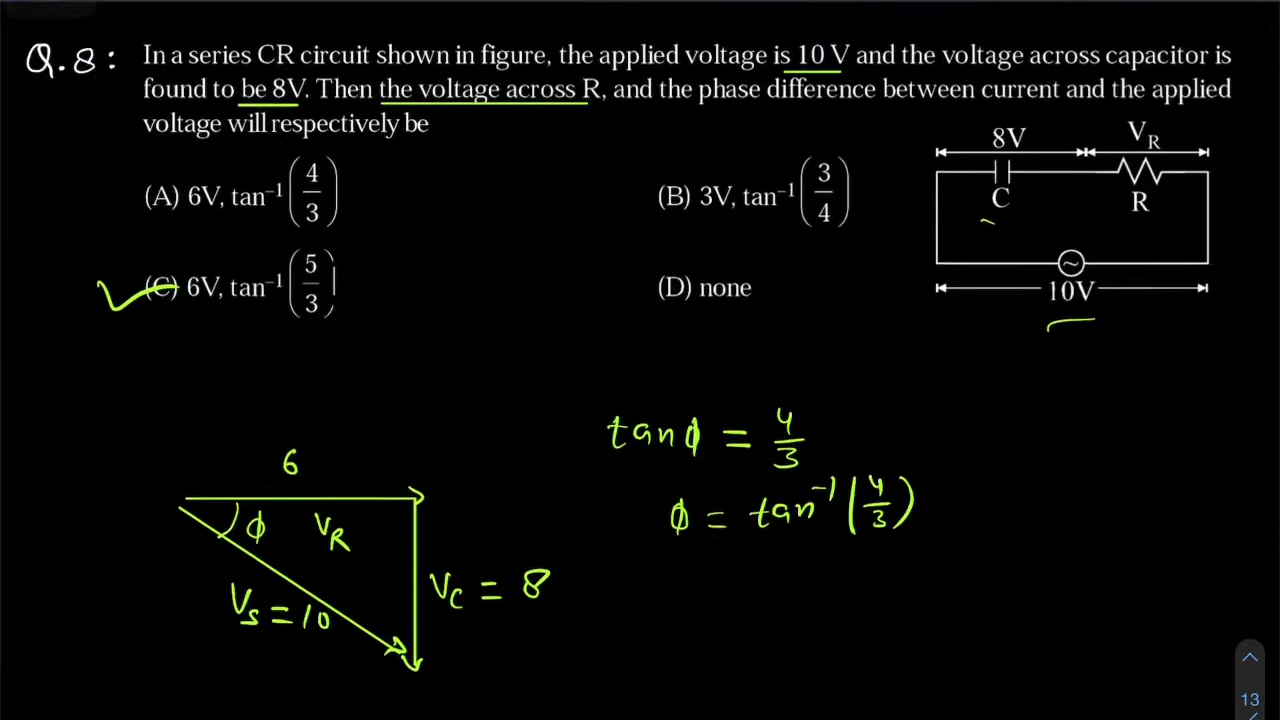 Q.8: In a series CR circuit shown in figure, the applied voltage is 10 V and the voltage across capacitor is
found to be 8V. Then the voltage across R, and the phase difference between current and the applied
voltage will respectively be
(A) 6V, tan⁻¹(4/3)
(B) 3V, tan⁻¹(3/4)
(C) 6V, tan⁻¹(5/3)
(D) none
8V V_R
C R
10V
tanϕ = 4/3
ϕ = tan⁻¹(4/3)
6
ϕ V_R
V_S = 10
V_C = 8
13